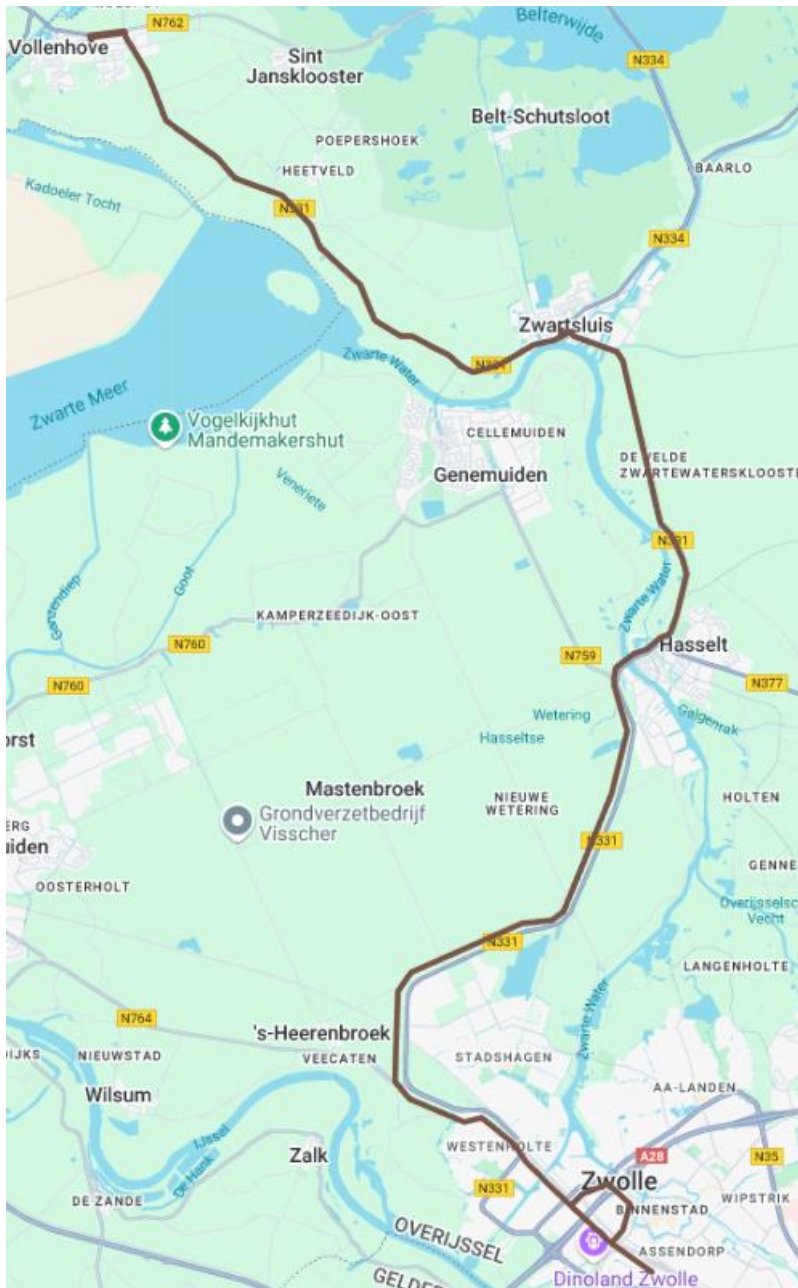 N762
Vollenhove
Belterwijde
Sint
Jansklooster
N334
Belt-Schutsloot
POEPERSHOEK
HEETVELD
BAARLO
Kadoeler Tocht
N331
N334
Zwartsluis
Zwarte Water
Zwarte Meer
Vogelkijkhut
Mandemakershut
CELLEMUIDEN
DE VELDE
ZWARTEWATERSKLOOSTE
Genemuiden
Veneriete
N331
Ganzendiep
Goot
Zwarte Water
KAMPERZEEDIJK-OOST
N760
Hasselt
N759
N760
N377
Wetering
Galgenrak
Hasseltse
orst
Mastenbroek
NIEUWE
WETERING
HOLTEN
Grondverzetbedrijf
Visscher
ERG
uiden
N331
GENNE
OOSTERHOLT
Overijsselsc
Vecht
N331
LANGENHOLTE
Zwarte Water
N764
's-Heerenbroek
DIJKS
NIEUWSTAD
VEECATEN
STADSHAGEN
Wilsum
AA-LANDEN
IJssel
De Hank
Zalk
WESTENHOLTE
A28
N35
Zwolle
N331
DE ZANDE
BINNENSTAD
WIPSTRIK
OVERIJSSEL
ASSENDORP
GELDER
Dinoland Zwolle